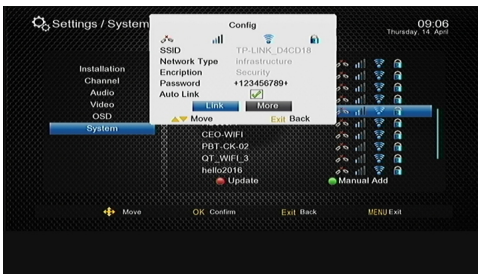 Settings / System
09:06
Thursday, 14 April
Config
SSID TP-LINK_D4CD18
Network Type Infrastructure
Encription Security
Password +123456789+
Auto Link
Link More
Move Exit Back
Installation
Channel
Audio
Video
OSD
System
CEO-WIFI
PBT-CK-02
QT_WIFI_3
hello2016
Update Manual Add
Move OK Confirm Exit Back MENU Exit